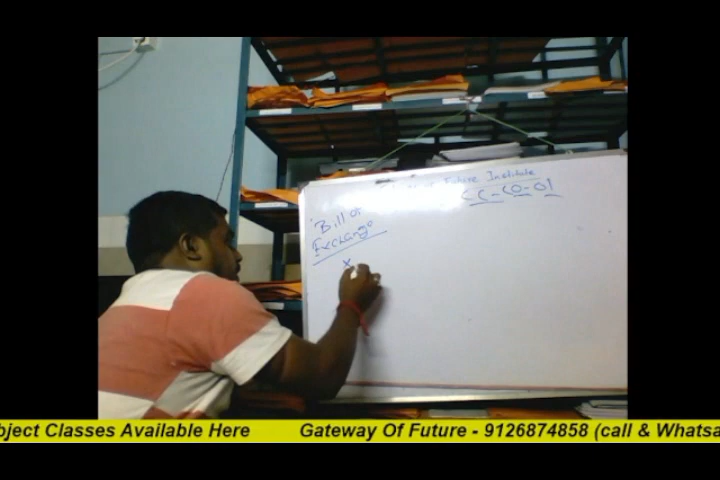 Future Institute
CC-CO-01
Bill of
Exchange
x
bject Classes Available Here Gateway Of Future - 9126874858 (call & Whatsa